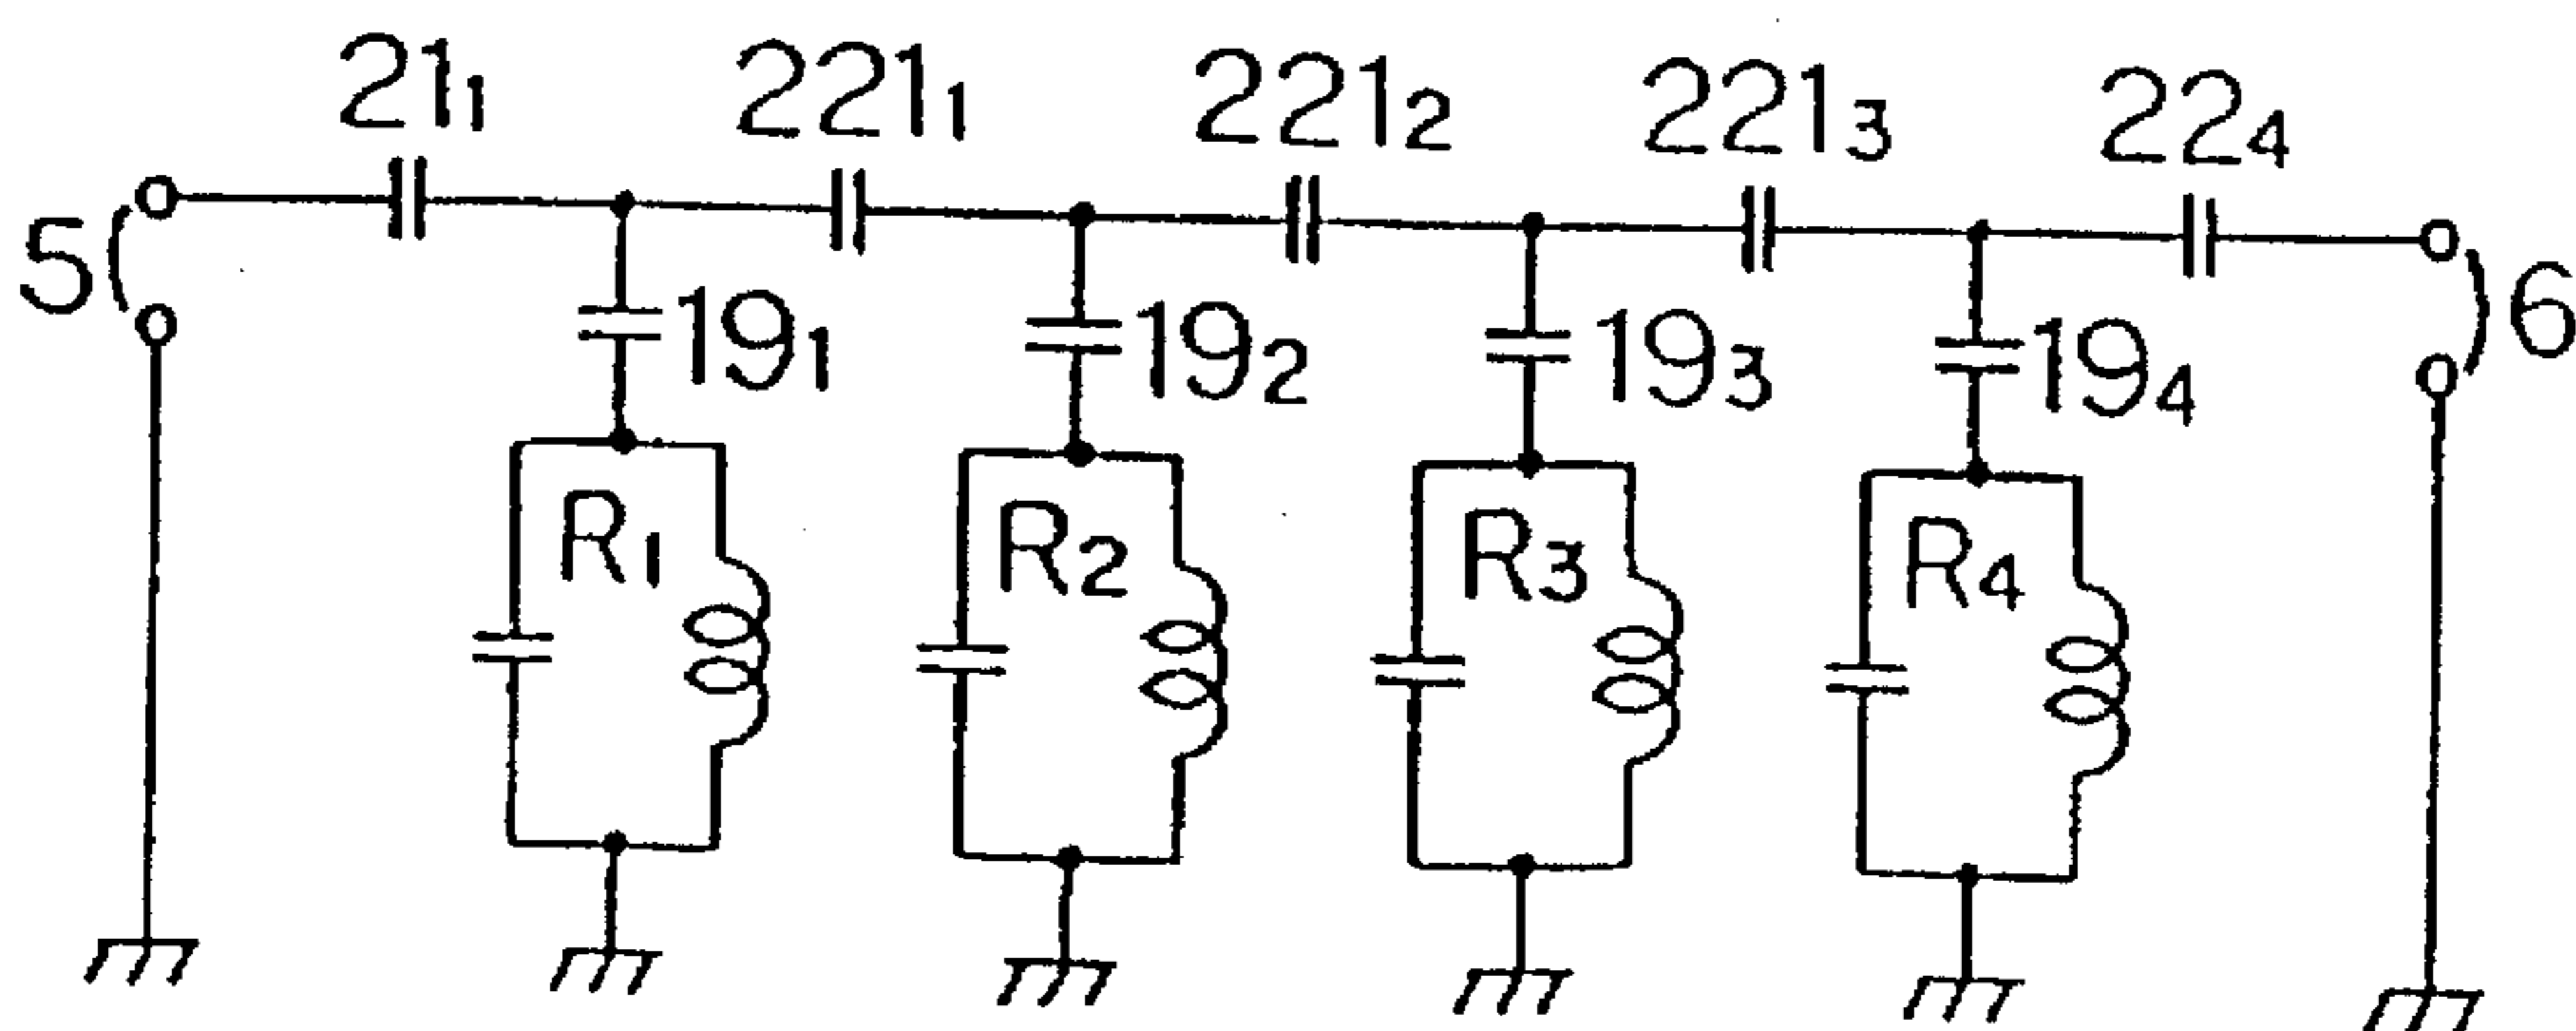 21₁ 221₁ 221₂ 221₃ 22₄
5 6
19₁ 19₂ 19₃ 19₄
R₁ R₂ R₃ R₄